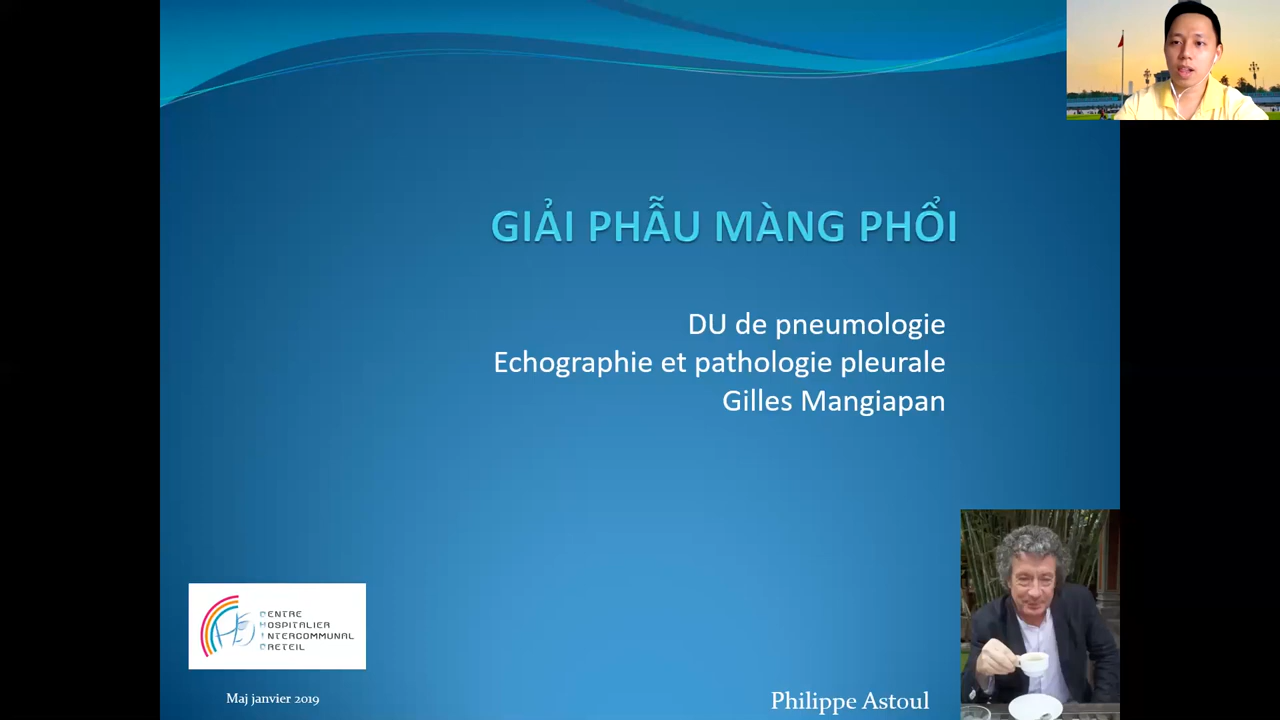 GIẢI PHẪU MÀNG PHỔI
DU de pneumologie
Echographie et pathologie pleurale
Gilles Mangiapan
CENTRE
HOSPITALIER
INTERCOMMUNAL
CRETEIL
Maj janvier 2019
Philippe Astoul